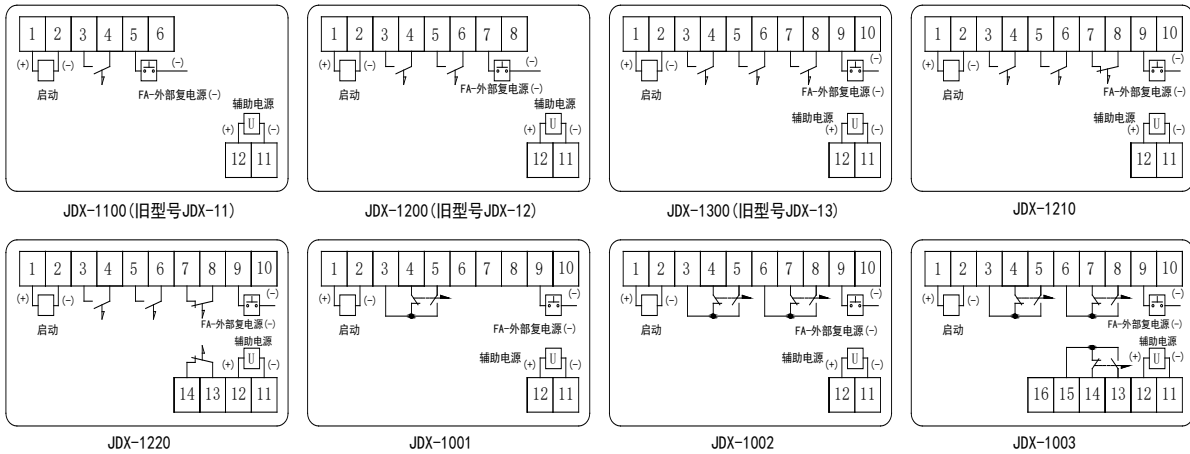 1 2 3 4 5 6
(+) (-) (-)
启动 FA-外部复电源(-)
辅助电源
(+) U (-)
12 11
JDX-1100(旧型号JDX-11)
1 2 3 4 5 6 7 8
(+) (-) (-)
启动 FA-外部复电源(-)
辅助电源
(+) U (-)
12 11
JDX-1200(旧型号JDX-12)
1 2 3 4 5 6 7 8 9 10
(+) (-) (-)
启动 FA-外部复电源(-)
辅助电源
(+) U (-)
12 11
JDX-1300(旧型号JDX-13)
1 2 3 4 5 6 7 8 9 10
(+) (-) (-)
启动 FA-外部复电源(-)
辅助电源
(+) U (-)
12 11
JDX-1210
1 2 3 4 5 6 7 8 9 10
(+) (-) (-)
启动 FA-外部复电源(-)
辅助电源
(+) U (-)
14 13 12 11
JDX-1220
1 2 3 4 5 6 7 8 9 10
(+) (-) (-)
启动 FA-外部复电源(-)
辅助电源
(+) U (-)
12 11
JDX-1001
1 2 3 4 5 6 7 8 9 10
(+) (-) (-)
启动 FA-外部复电源(-)
辅助电源
(+) U (-)
12 11
JDX-1002
1 2 3 4 5 6 7 8 9 10
(+) (-) (-)
启动 FA-外部复电源(-)
辅助电源
(+) U (-)
16 15 14 13 12 11
JDX-1003